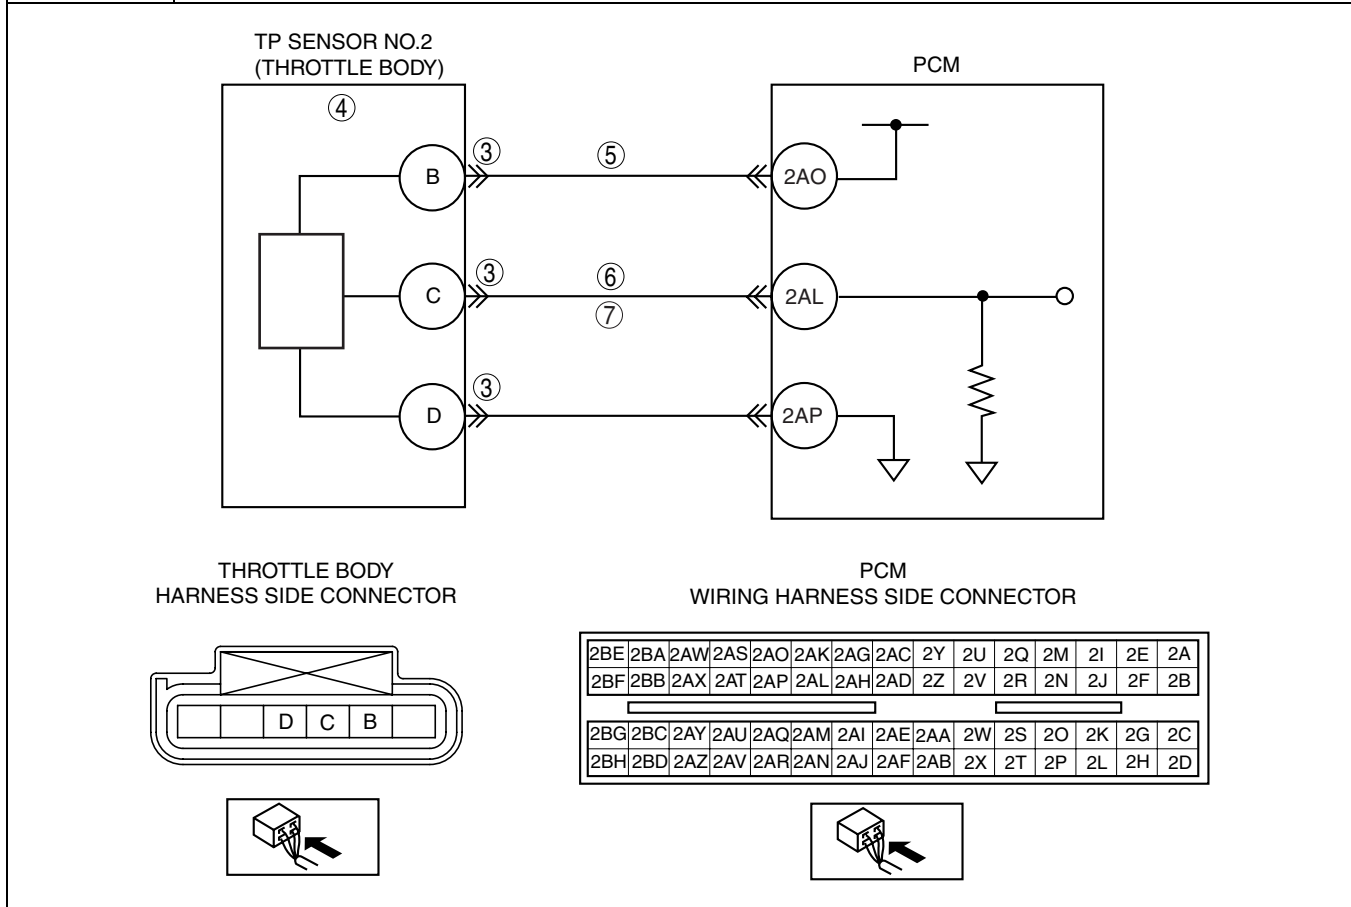 TP SENSOR NO.2
(THROTTLE BODY)
PCM
④
B
③
⑤
2AO
C
③
⑥
⑦
2AL
D
③
2AP
THROTTLE BODY
HARNESS SIDE CONNECTOR
D C B
PCM
WIRING HARNESS SIDE CONNECTOR
2BE 2BA 2AW 2AS 2AO 2AK 2AG 2AC 2Y 2U 2Q 2M 2I 2E 2A
2BF 2BB 2AX 2AT 2AP 2AL 2AH 2AD 2Z 2V 2R 2N 2J 2F 2B
2BG 2BC 2AY 2AU 2AQ 2AM 2AI 2AE 2AA 2W 2S 2O 2K 2G 2C
2BH 2BD 2AZ 2AV 2AR 2AN 2AJ 2AF 2AB 2X 2T 2P 2L 2H 2D